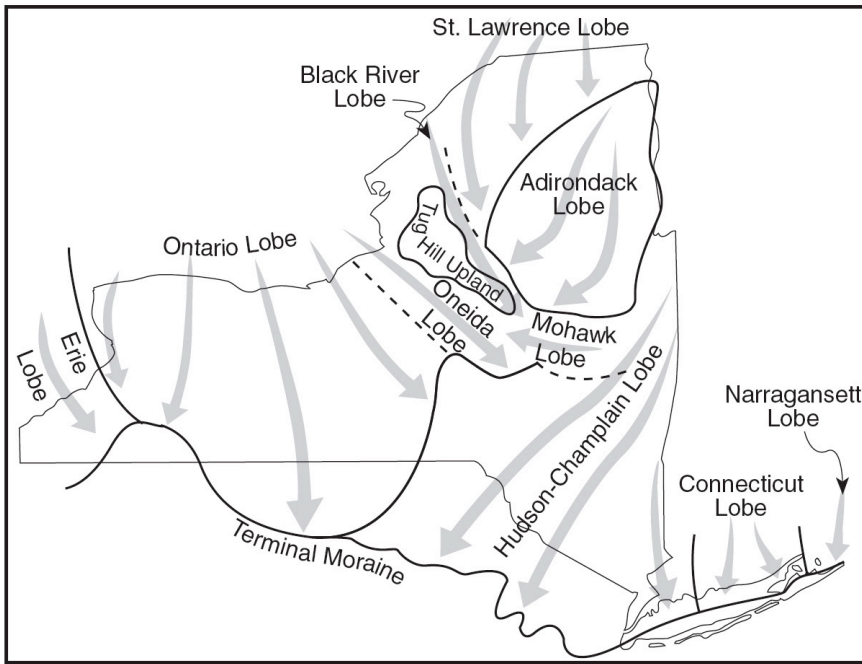 St. Lawrence Lobe
Black River
Lobe
Adirondack
Lobe
Tug
Hill Upland
Ontario Lobe
Oneida
Lobe
Mohawk
Lobe
Erie
Lobe
Hudson-Champlain Lobe
Narragansett
Lobe
Connecticut
Lobe
Terminal Moraine